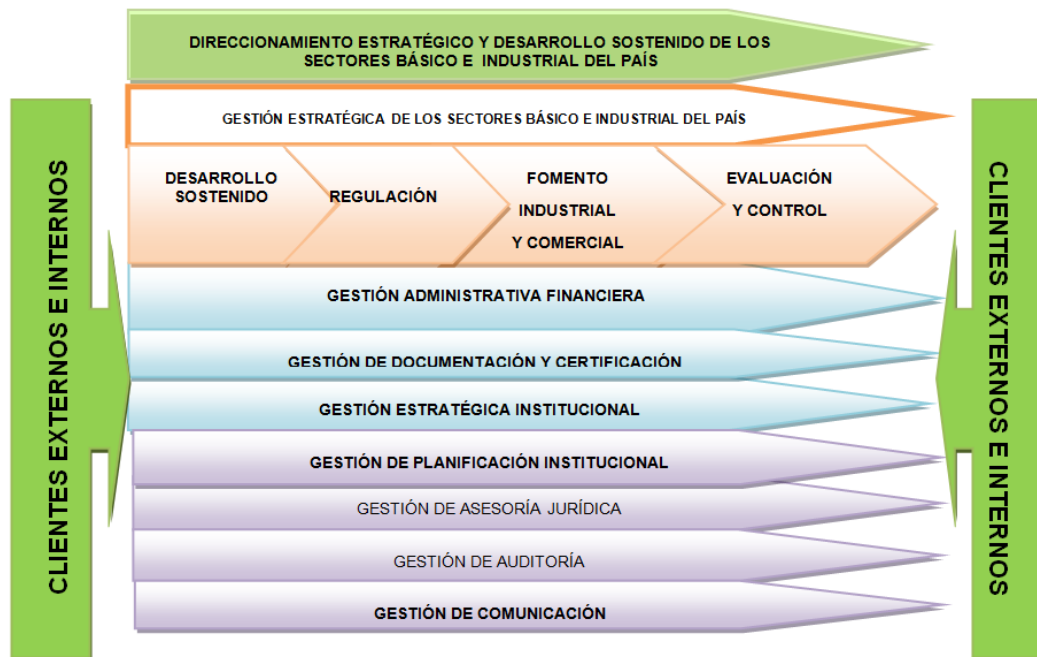 DIRECCIONAMIENTO ESTRATÉGICO Y DESARROLLO SOSTENIDO DE LOS
SECTORES BÁSICO E INDUSTRIAL DEL PAÍS
GESTIÓN ESTRATÉGICA DE LOS SECTORES BÁSICO E INDUSTRIAL DEL PAÍS
CLIENTES EXTERNOS E INTERNOS
DESARROLLO
SOSTENIDO
REGULACIÓN
FOMENTO
INDUSTRIAL
Y COMERCIAL
EVALUACIÓN
Y CONTROL
GESTIÓN ADMINISTRATIVA FINANCIERA
GESTIÓN DE DOCUMENTACIÓN Y CERTIFICACIÓN
GESTIÓN ESTRATÉGICA INSTITUCIONAL
GESTIÓN DE PLANIFICACIÓN INSTITUCIONAL
GESTIÓN DE ASESORÍA JURÍDICA
GESTIÓN DE AUDITORÍA
GESTIÓN DE COMUNICACIÓN
CLIENTES EXTERNOS E INTERNOS